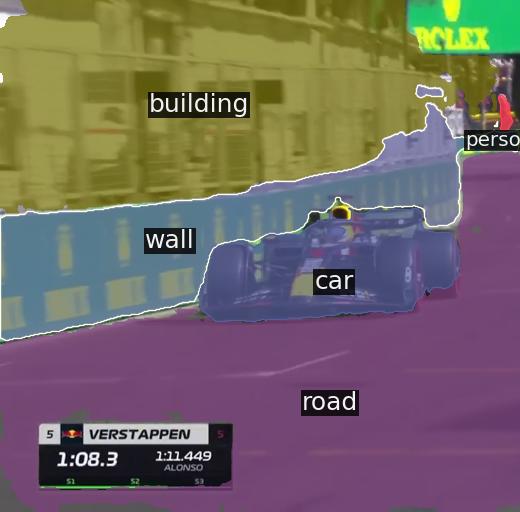 ROLEX
building
perso
wall
car
road
5 VERSTAPPEN 5
1:08.3 1:11.449
ALONSO
S1 S2 S3